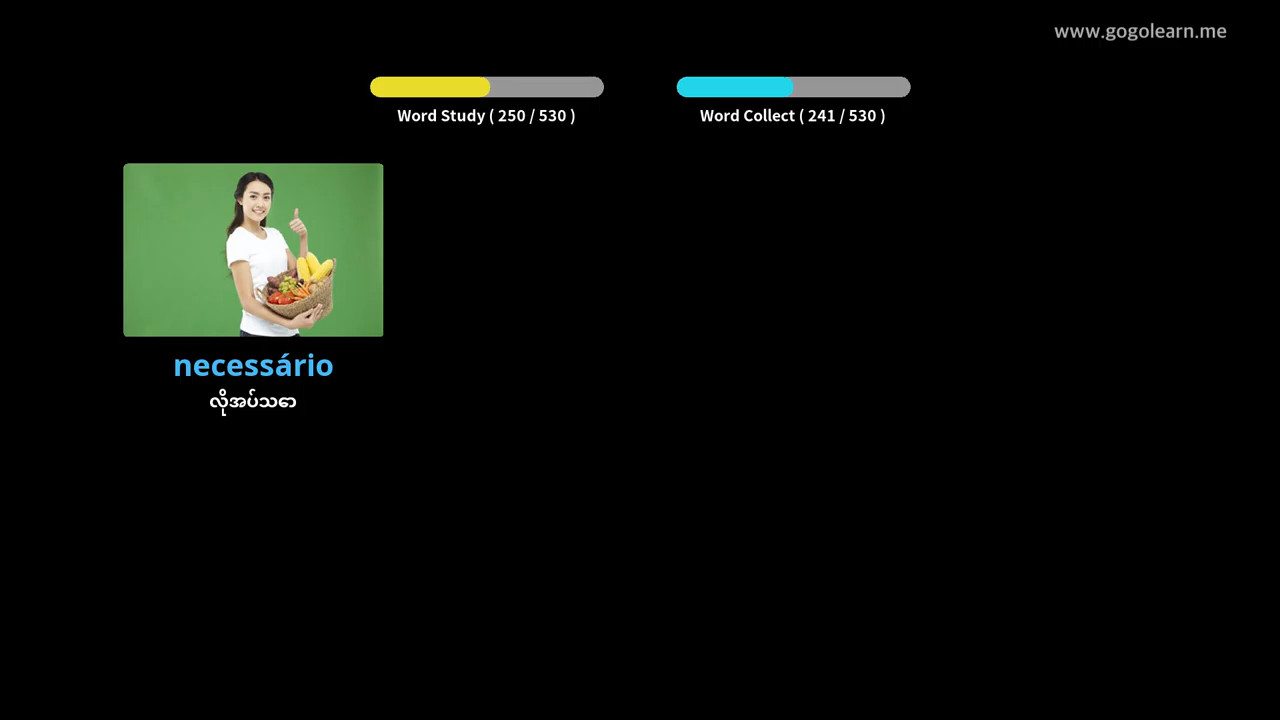 www.gogolearn.me
Word Study ( 250 / 530 )
Word Collect ( 241 / 530 )
necessário
လိုအပ်သော